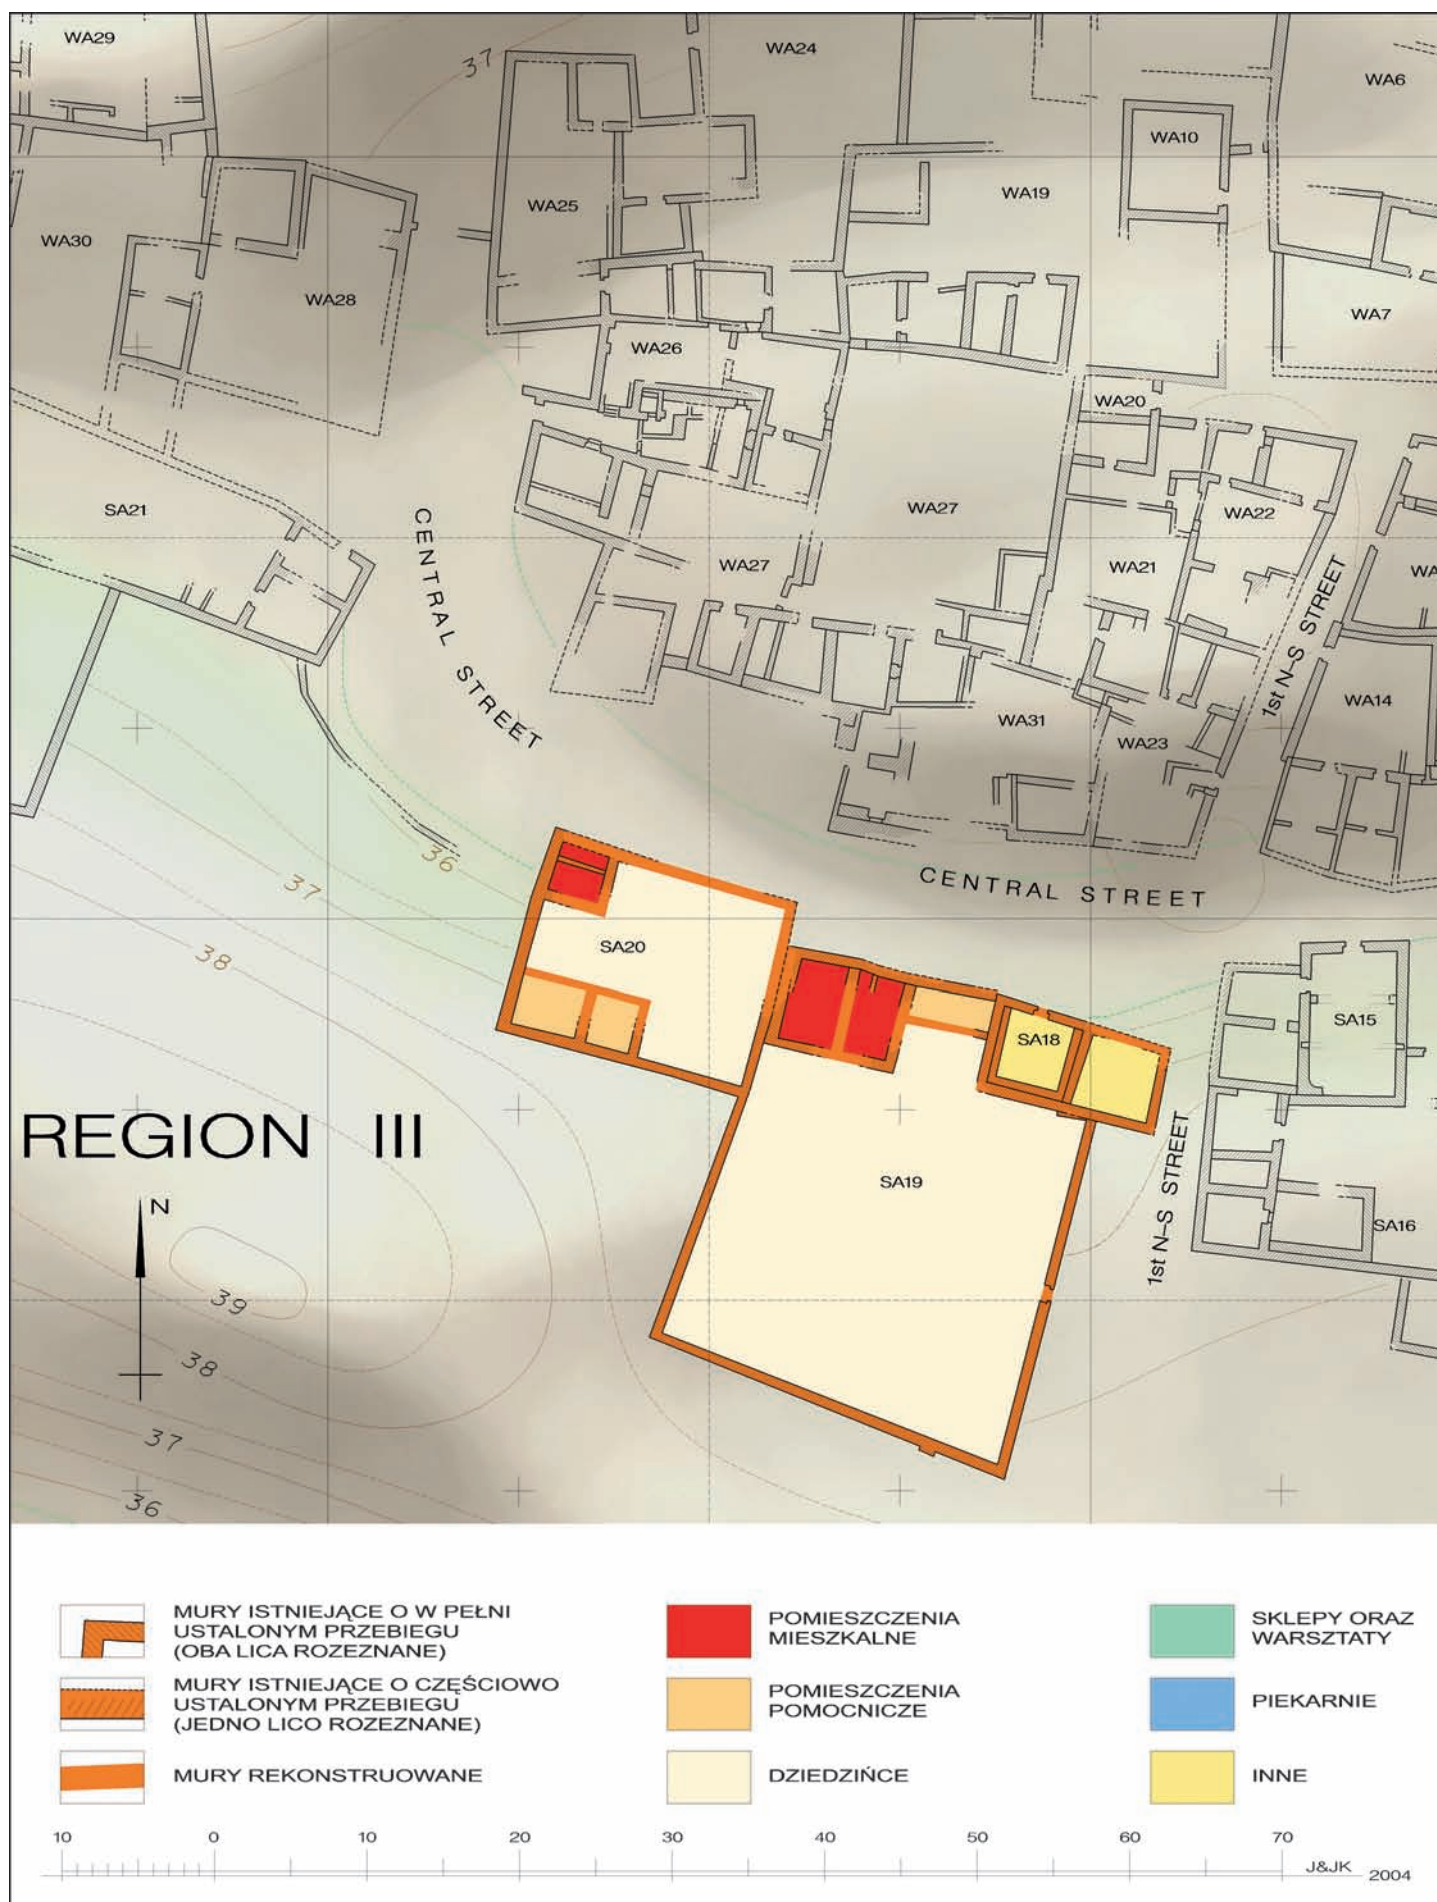 WA29
37
WA24
WA6
WA10
WA25
WA19
WA30
WA28
WA7
WA26
WA20
SA21
WA27
WA22
CENTRAL STREET
WA27
WA21
WA
1st N–S STREET
WA14
WA31
WA23
36
CENTRAL STREET
37
38
SA20
SA18
SA15
REGION III
SA19
1st N–S STREET
N
SA16
39
38
37
36
MURY ISTNIEJĄCE O W PEŁNI
USTALONYM PRZEBIEGU
(OBA LICA ROZEZNANE)
MURY ISTNIEJĄCE O CZĘŚCIOWO
USTALONYM PRZEBIEGU
(JEDNO LICO ROZEZNANE)
MURY REKONSTRUOWANE
POMIESZCZENIA
MIESZKALNE
POMIESZCZENIA
POMOCNICZE
DZIEDZIŃCE
SKLEPY ORAZ
WARSZTATY
PIEKARNIE
INNE
10 0 10 20 30 40 50 60 70
J&JK 2004